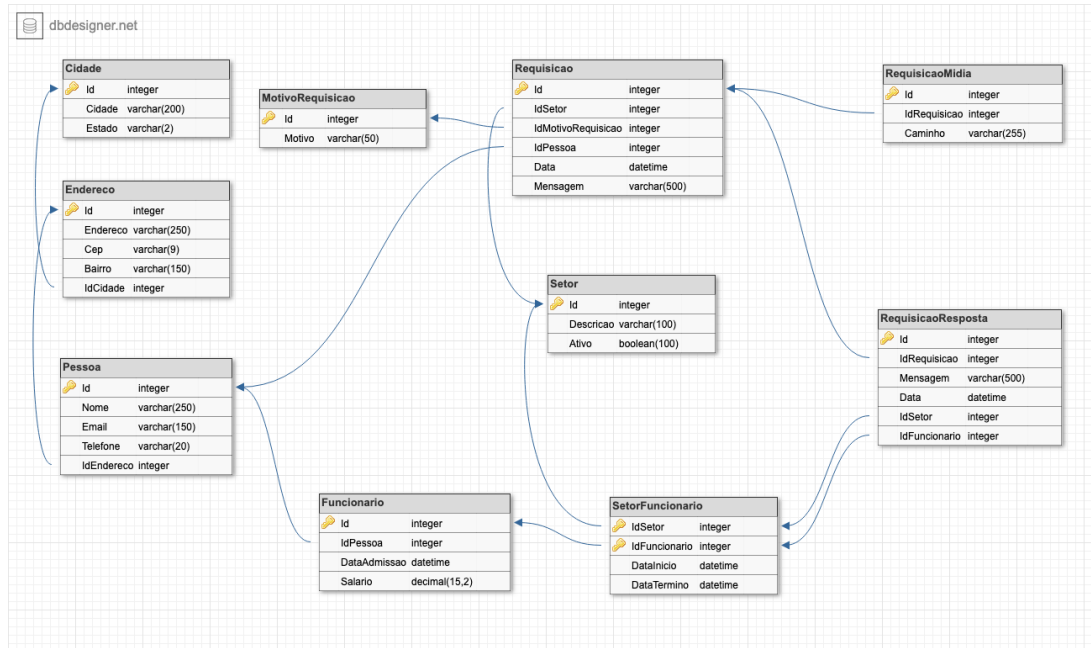 dbdesigner.net
Cidade
Id integer
Cidade varchar(200)
Estado varchar(2)
MotivoRequisicao
Id integer
Motivo varchar(50)
Requisicao
Id integer
IdSetor integer
IdMotivoRequisicao integer
IdPessoa integer
Data datetime
Mensagem varchar(500)
RequisicaoMidia
Id integer
IdRequisicao integer
Caminho varchar(255)
Endereco
Id integer
Endereco varchar(250)
Cep varchar(9)
Bairro varchar(150)
IdCidade integer
Setor
Id integer
Descricao varchar(100)
Ativo boolean(100)
RequisicaoResposta
Id integer
IdRequisicao integer
Mensagem varchar(500)
Data datetime
IdSetor integer
IdFuncionario integer
Pessoa
Id integer
Nome varchar(250)
Email varchar(150)
Telefone varchar(20)
IdEndereco integer
Funcionario
Id integer
IdPessoa integer
DataAdmissao datetime
Salario decimal(15,2)
SetorFuncionario
IdSetor integer
IdFuncionario integer
DataInicio datetime
DataTermino datetime